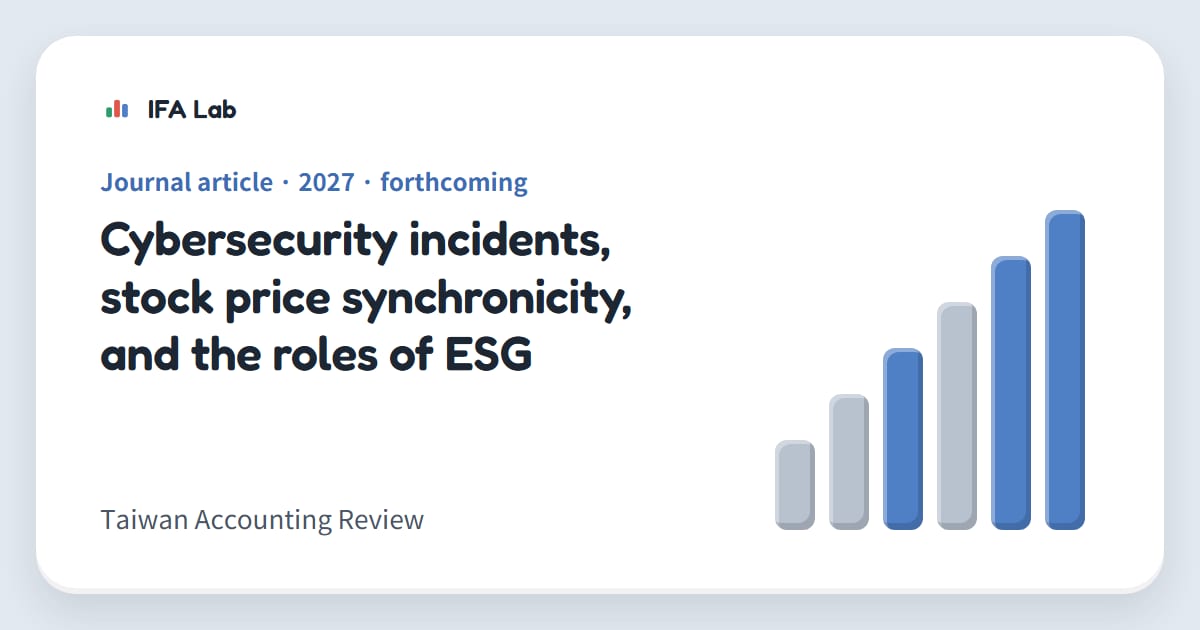 IFA Lab
Journal article · 2027 · forthcoming
Cybersecurity incidents,
stock price synchronicity,
and the roles of ESG
Taiwan Accounting Review